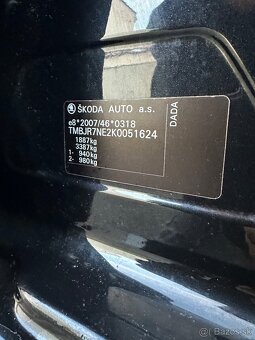 ŠKODA AUTO a.s.
e8*2007/46*0318
TMBJR7NE2K0051624
1887kg
3387kg
1- 940kg
2- 980kg
DADA